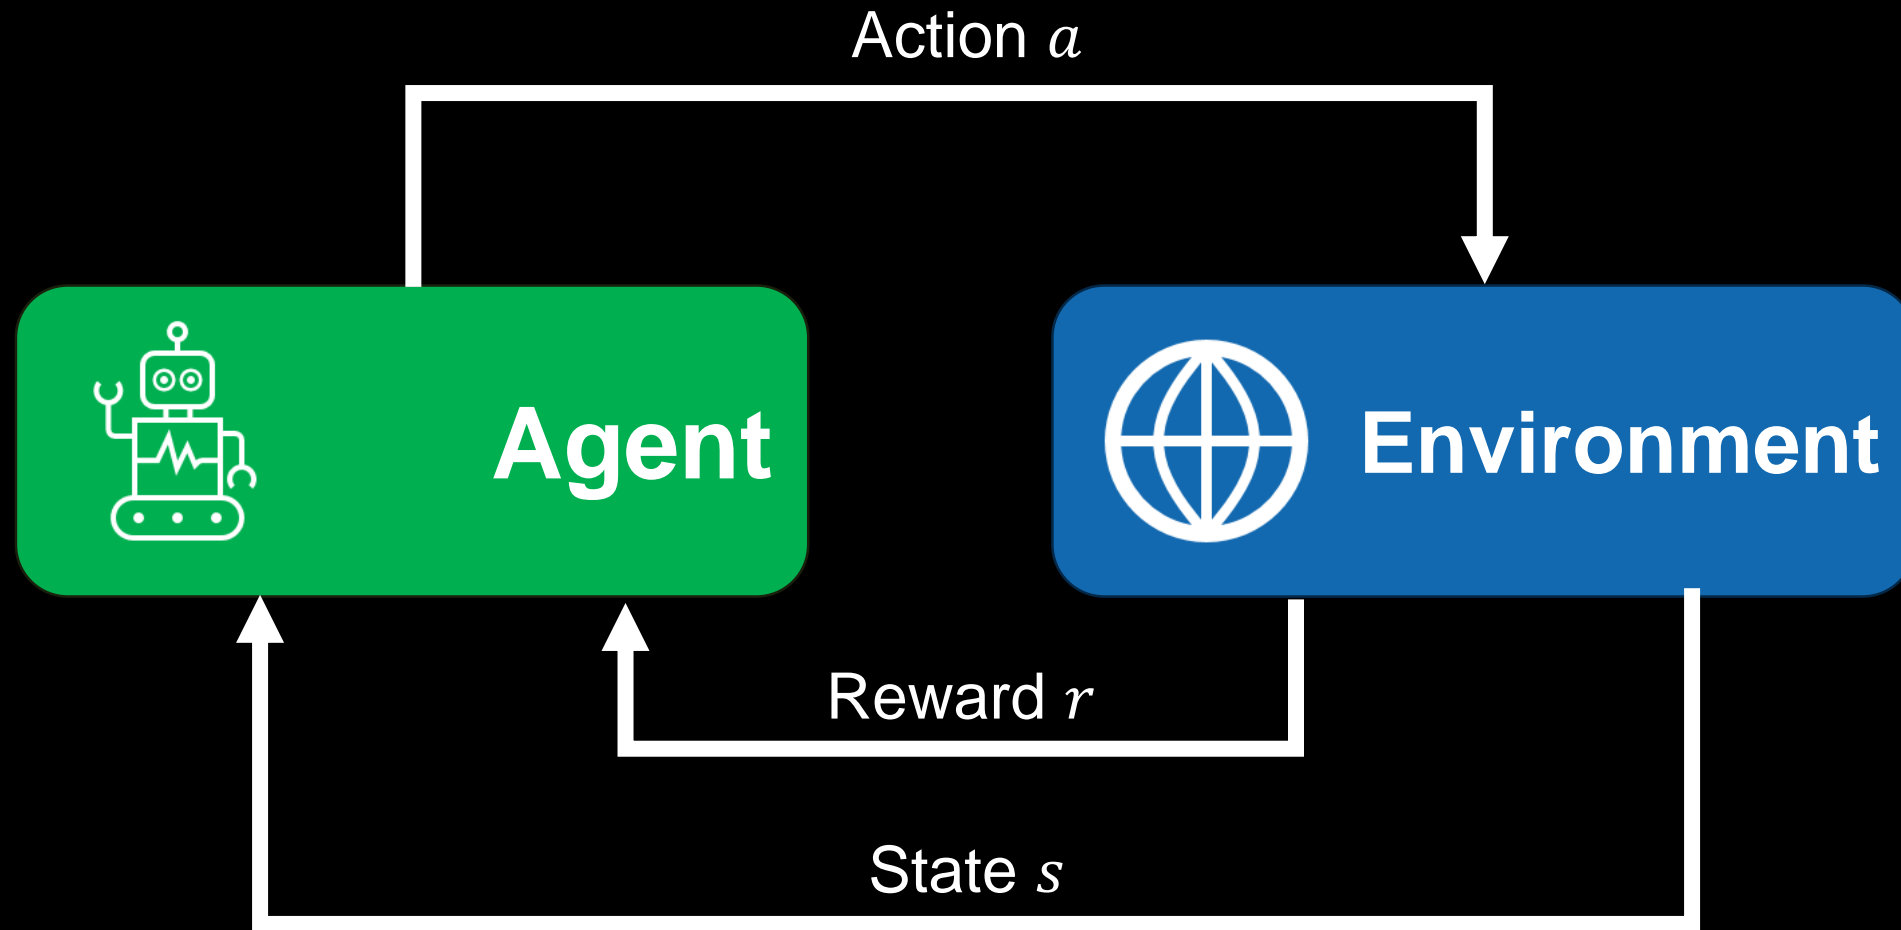 Action a
Agent
Environment
Reward r
State s